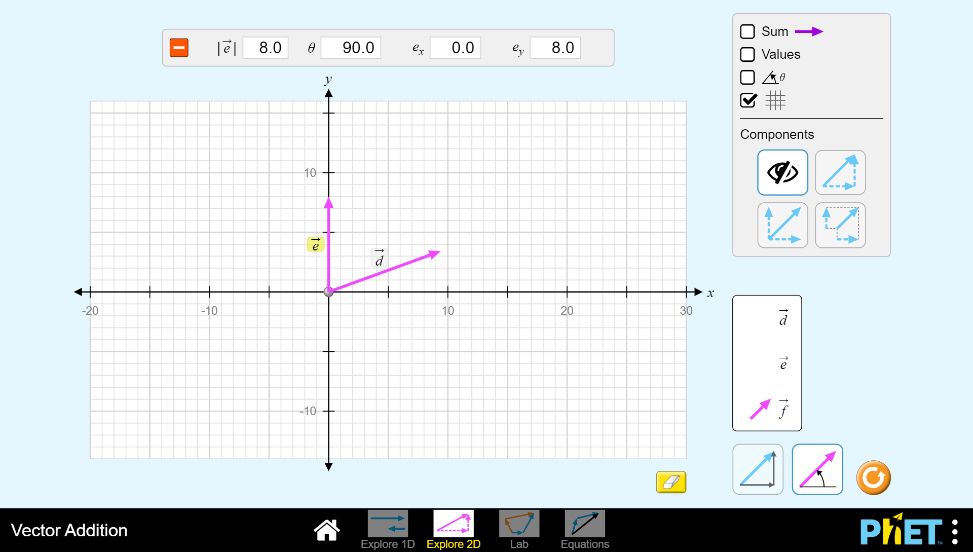 |e⃗| 8.0 θ 90.0 eₓ 0.0 e_y 8.0
Sum
Values
θ
Components
y
10
e⃗
d⃗
x
-20 -10 10 20 30
-10
d⃗
e⃗
f⃗
Vector Addition
Explore 1D
Explore 2D
Lab
Equations
PhET